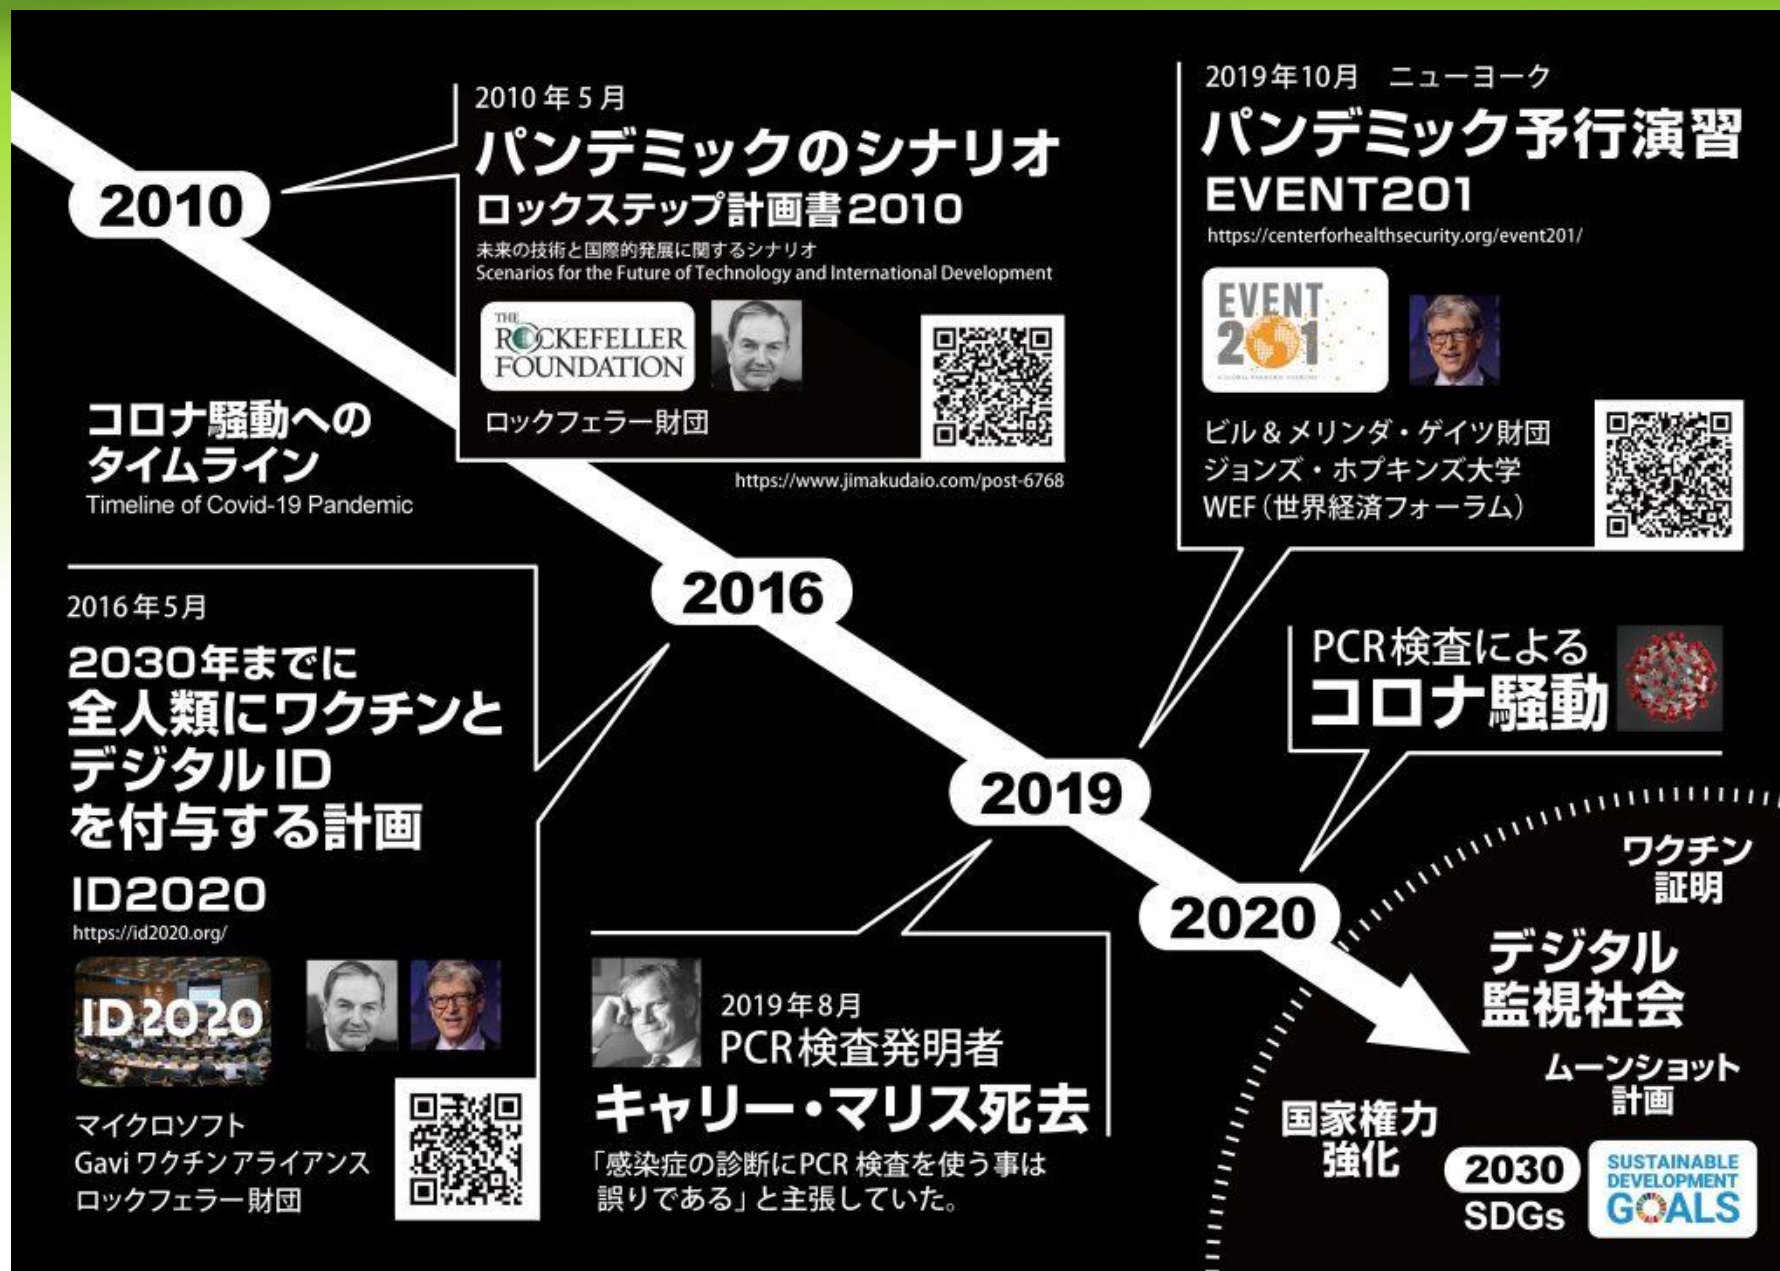 2010
2010年5月
パンデミックのシナリオ
ロックステップ計画書2010
未来の技術と国際的発展に関するシナリオ
Scenarios for the Future of Technology and International Development
THE
ROCKEFELLER
FOUNDATION
ロックフェラー財団
https://www.jimakudaio.com/post-6768
2019年10月 ニューヨーク
パンデミック予行演習
EVENT201
https://centerforhealthsecurity.org/event201/
EVENT
201
ビル&メリンダ・ゲイツ財団
ジョンズ・ホプキンズ大学
WEF(世界経済フォーラム)
コロナ騒動への
タイムライン
Timeline of Covid-19 Pandemic
2016
2016年5月
2030年までに
全人類にワクチンと
デジタルID
を付与する計画
ID2020
https://id2020.org/
ID2020
マイクロソフト
Gavi ワクチンアライアンス
ロックフェラー財団
2019
2019年8月
PCR検査発明者
キャリー・マリス死去
「感染症の診断にPCR検査を使う事は
誤りである」と主張していた。
PCR検査による
コロナ騒動
2020
ワクチン
証明
デジタル
監視社会
ムーンショット
計画
国家権力
強化
2030
SDGs
SUSTAINABLE
DEVELOPMENT
GOALS